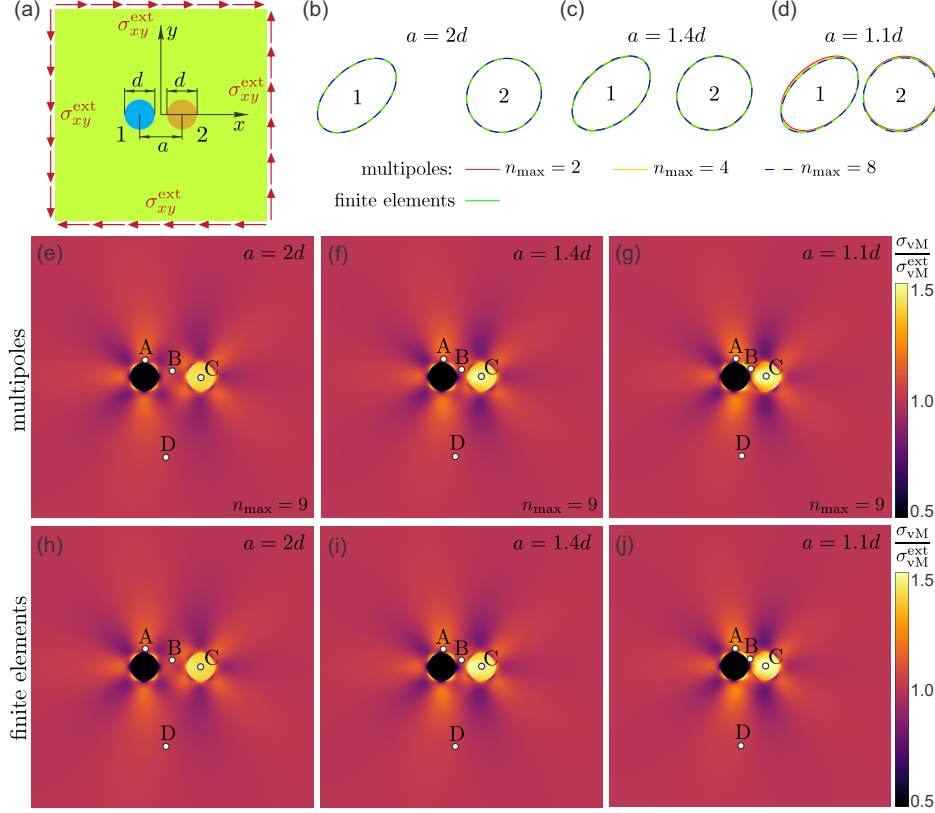 (a)
σ_xy^ext
y
d
d
σ_xy^ext
σ_xy^ext
1
2
x
a
σ_xy^ext
(b)
a = 2d
1
2
(c)
a = 1.4d
1
2
(d)
a = 1.1d
1
2
multipoles: n_max = 2 n_max = 4 n_max = 8
finite elements
multipoles
(e)
a = 2d
A
B
C
D
n_max = 9
(f)
a = 1.4d
A
B
C
D
n_max = 9
(g)
a = 1.1d
A
B
C
D
n_max = 9
σ_vM
σ_vM^ext
1.5
1.0
0.5
finite elements
(h)
a = 2d
A
B
C
D
(i)
a = 1.4d
A
B
C
D
(j)
a = 1.1d
A
B
C
D
σ_vM
σ_vM^ext
1.5
1.0
0.5